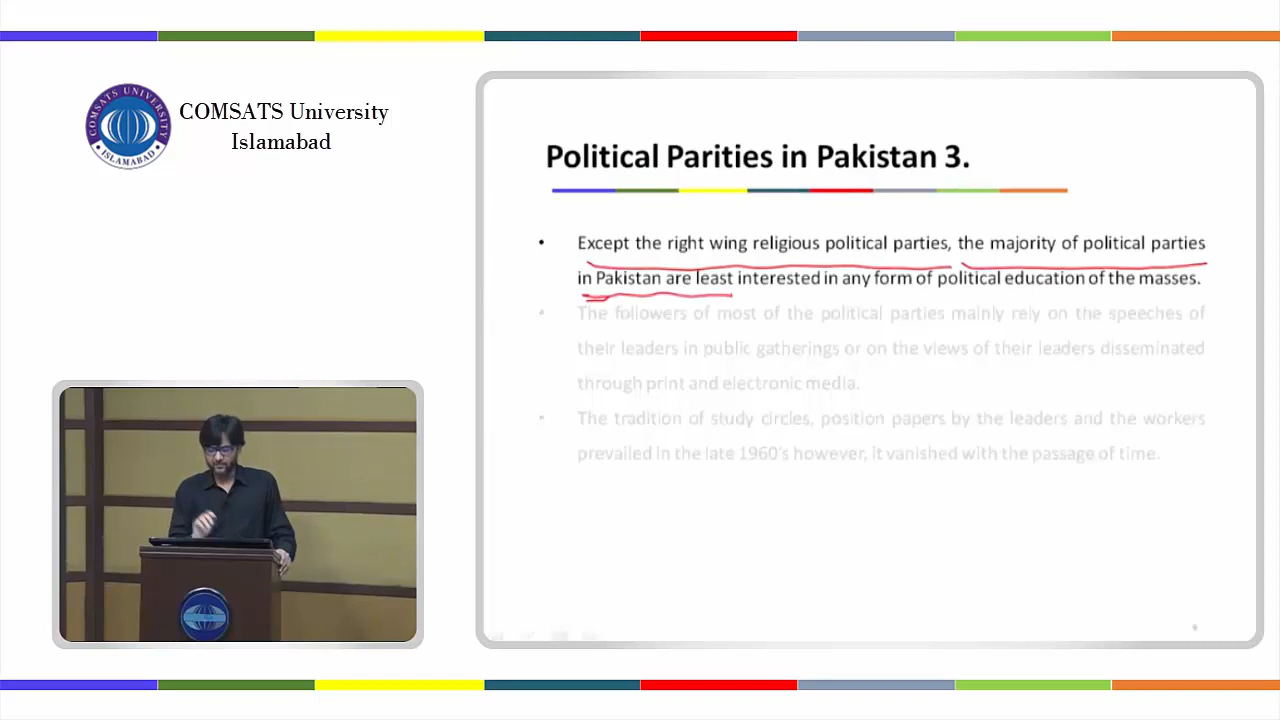 COMSATS University
Islamabad
COMSATS UNIVERSITY
ISLAMABAD
Political Parities in Pakistan 3.
• Except the right wing religious political parties, the majority of political parties
in Pakistan are least interested in any form of political education of the masses.
• The followers of most of the political parties mainly rely on the speeches of
their leaders in public gatherings or on the views of their leaders disseminated
through print and electronic media.
• The tradition of study circles, position papers by the leaders and the workers
prevailed in the late 1960's however, it vanished with the passage of time.
9